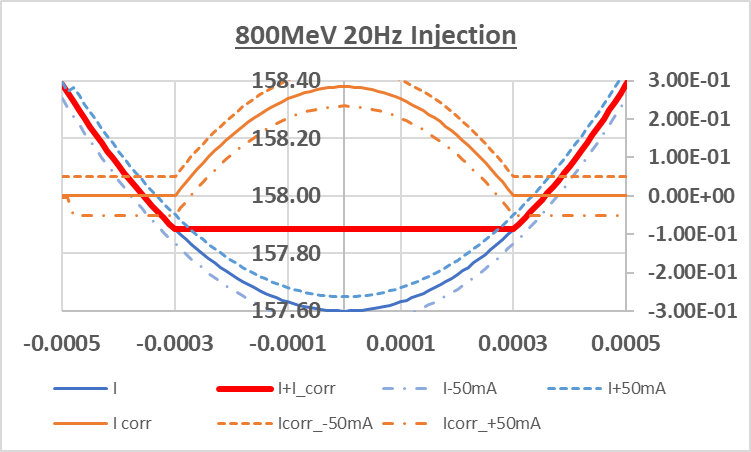 800MeV 20Hz Injection
158.40 3.00E-01
2.00E-01
158.20
1.00E-01
158.00 0.00E+00
-1.00E-01
157.80
-2.00E-01
157.60 -3.00E-01
-0.0005 -0.0003 -0.0001 0.0001 0.0003 0.0005
I I+I_corr I-50mA I+50mA
I corr Icorr_-50mA Icorr_+50mA